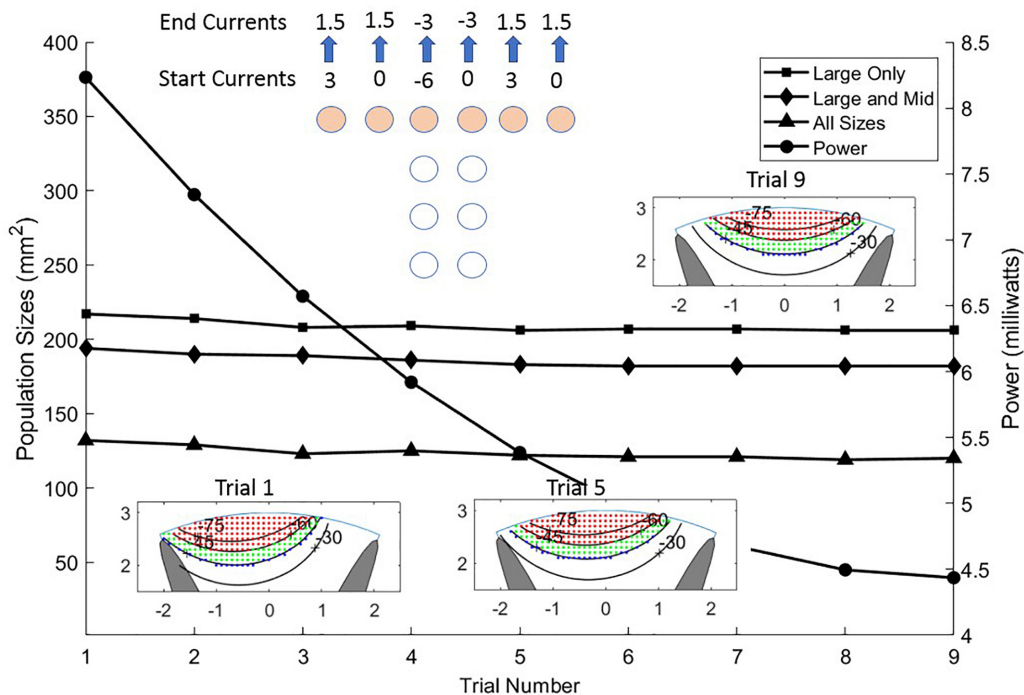 End Currents 1.5 1.5 -3 -3 1.5 1.5
Start Currents 3 0 -6 0 3 0
400
350
300
250
200
150
100
50
Population Sizes (mm²)
8.5
8
7.5
7
6.5
6
5.5
5
4.5
4
Power (milliwatts)
Large Only
Large and Mid
All Sizes
Power
Trial 9
3
2
-75
-60
-45
-30
-2 -1 0 1 2
Trial 1
3
2
-75
-60
-45
-30
-2 -1 0 1 2
Trial 5
3
2
-75
-60
-45
-30
-2 -1 0 1 2
1 2 3 4 5 6 7 8 9
Trial Number